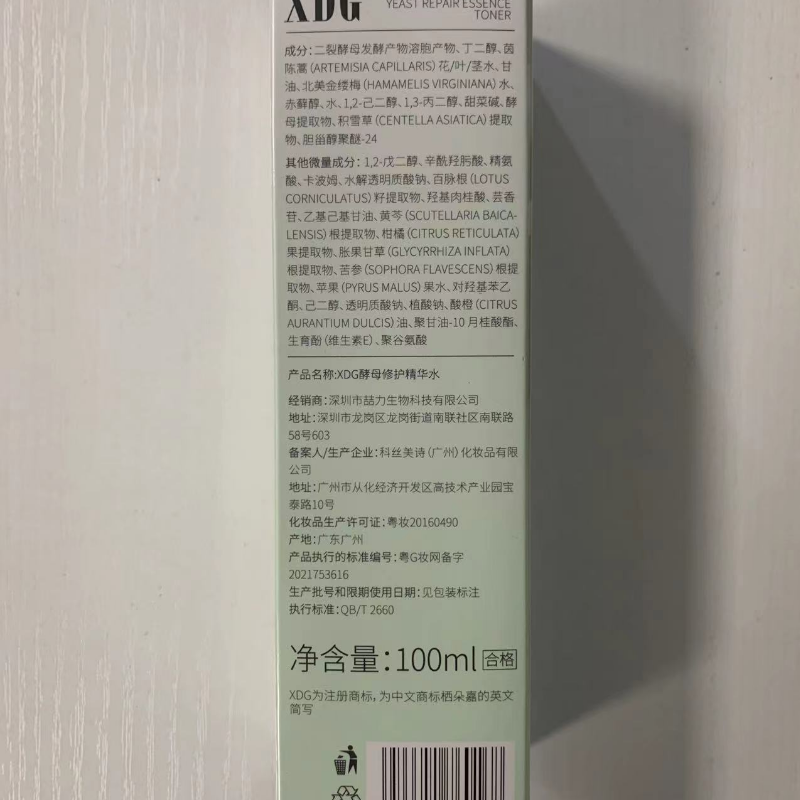 XDG
YEAST REPAIR ESSENCE
TONER
成分：二裂酵母发酵产物溶胞产物、丁二醇、茵
陈蒿(ARTEMISIA CAPILLARIS)花/叶/茎水、甘
油、北美金缕梅(HAMAMELIS VIRGINIANA)水、
赤藓醇、水、1,2-己二醇、1,3-丙二醇、甜菜碱、酵
母提取物、积雪草(CENTELLA ASIATICA)提取
物、胆甾醇聚醚-24
其他微量成分：1,2-戊二醇、辛酰羟肟酸、精氨
酸、卡波姆、水解透明质酸钠、百脉根(LOTUS
CORNICULATUS)籽提取物、羟基肉桂酸、芸香
苷、乙基己基甘油、黄芩(SCUTELLARIA BAICA-
LENSIS)根提取物、柑橘(CITRUS RETICULATA)
果提取物、胀果甘草(GLYCYRRHIZA INFLATA)
根提取物、苦参(SOPHORA FLAVESCENS)根提
取物、苹果(PYRUS MALUS)果水、对羟基苯乙
酮、己二醇、透明质酸钠、植酸钠、酸橙(CITRUS
AURANTIUM DULCIS)油、聚甘油-10 月桂酸酯、
生育酚(维生素E)、聚谷氨酸
产品名称:XDG酵母修护精华水
经销商：深圳市喆力生物科技有限公司
地址：深圳市龙岗区龙岗街道南联社区南联路
58号603
备案人/生产企业：科丝美诗(广州)化妆品有限
公司
地址：广州市从化经济开发区高技术产业园宝
泰路10号
化妆品生产许可证：粤妆20160490
产地：广东广州
产品执行的标准编号：粤G妆网备字
2021753616
生产批号和限期使用日期：见包装标注
执行标准：QB/T 2660
净含量：100ml 合格
XDG为注册商标，为中文商标栖朵嘉的英文
简写